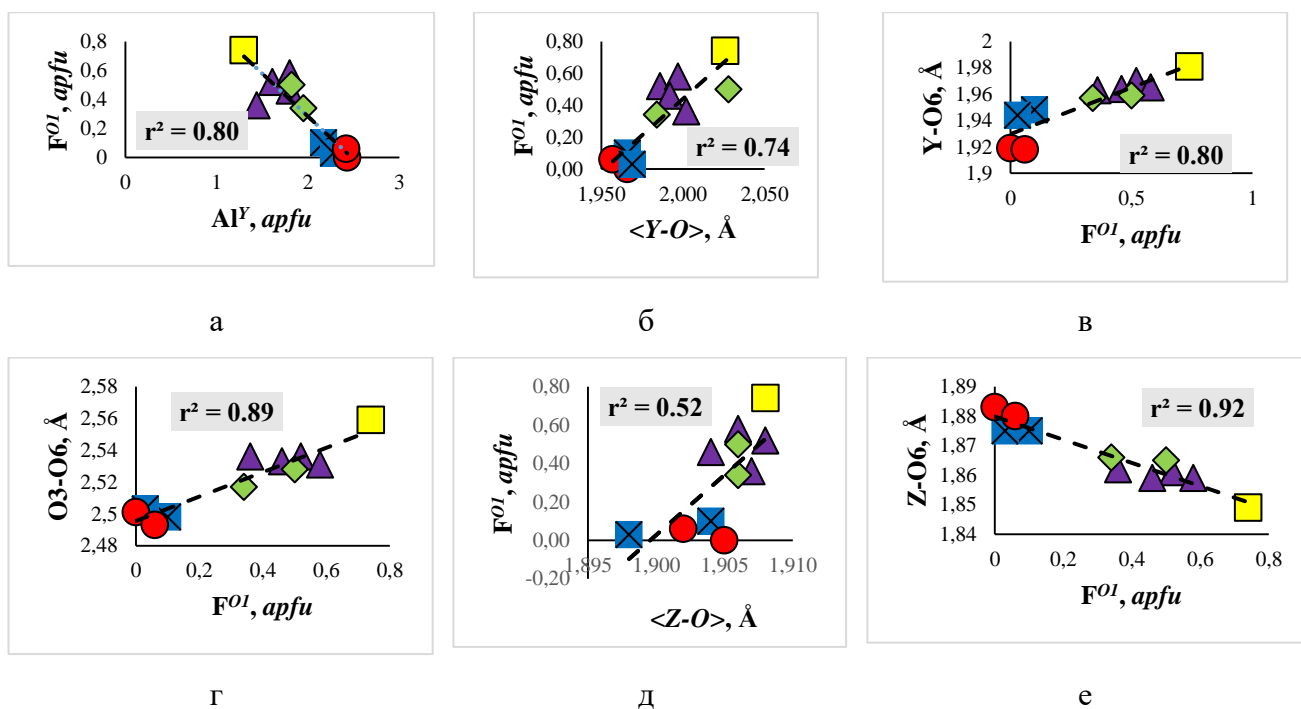 0,8
0,6
0,4
0,2
0
0 1 2 3
F^O1, apfu
r² = 0.80
Al^Y, apfu
а
0,80
0,60
0,40
0,20
0,00
1,950 2,000 2,050
F^O1, apfu
r² = 0.74
<Y-O>, Å
б
2
1,98
1,96
1,94
1,92
1,9
0 0,5 1
Y-O6, Å
r² = 0.80
F^O1, apfu
в
2,58
2,56
2,54
2,52
2,5
2,48
0 0,2 0,4 0,6 0,8
O3-O6, Å
r² = 0.89
F^O1, apfu
г
0,80
0,40
0,00
-0,20
1,895 1,900 1,905 1,910
F^O1, apfu
r² = 0.52
<Z-O>, Å
д
1,89
1,88
1,87
1,86
1,85
1,84
0 0,2 0,4 0,6 0,8
Z-O6, Å
r² = 0.92
F^O1, apfu
е